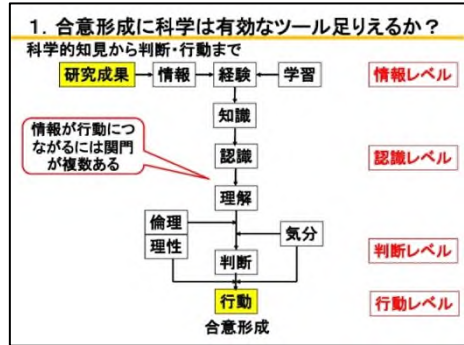 1．合意形成に科学は有効なツール足りえるか？
科学的知見から判断・行動まで
研究成果 情報 経験 学習 情報レベル
知識
情報が行動につ
ながるには関門
が複数ある
認識 認識レベル
理解
倫理
理性
気分
判断 判断レベル
行動 行動レベル
合意形成